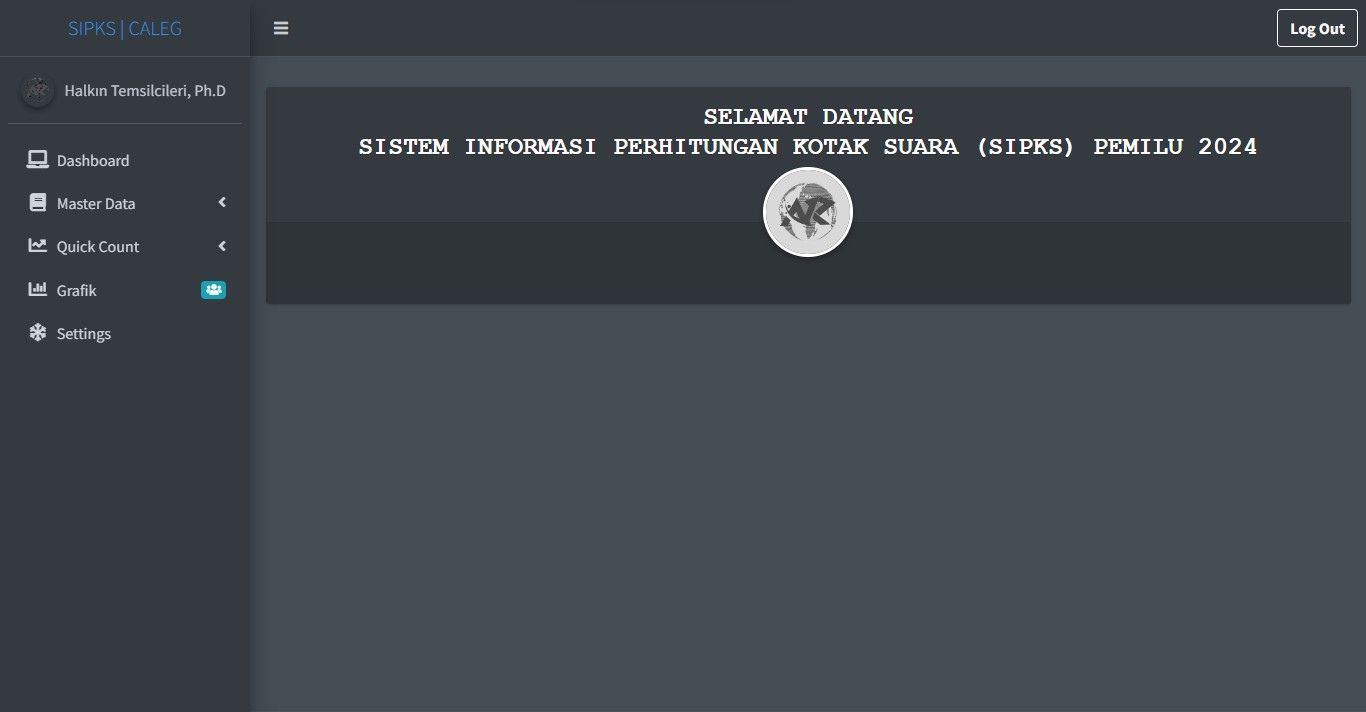 SIPKS | CALEG
Log Out
Halkın Temsilcileri, Ph.D
Dashboard
Master Data
Quick Count
Grafik
Settings
SELAMAT DATANG
SISTEM INFORMASI PERHITUNGAN KOTAK SUARA (SIPKS) PEMILU 2024